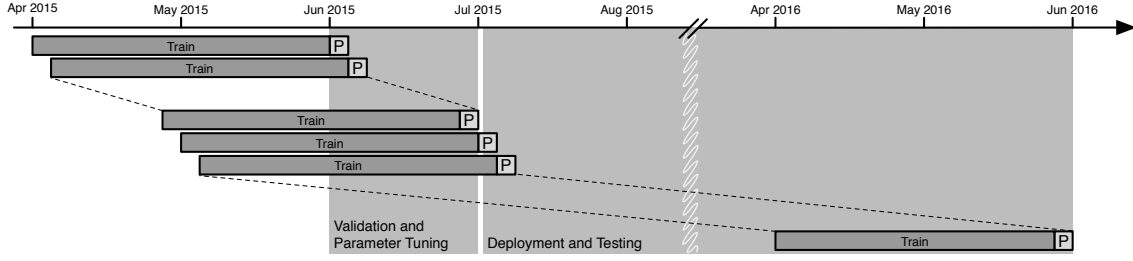 Apr 2015 May 2015 Jun 2015 Jul 2015 Aug 2015 Apr 2016 May 2016 Jun 2016
Train P
Train P
Train P
Train P
Train P
Validation and
Parameter Tuning
Deployment and Testing
Train P